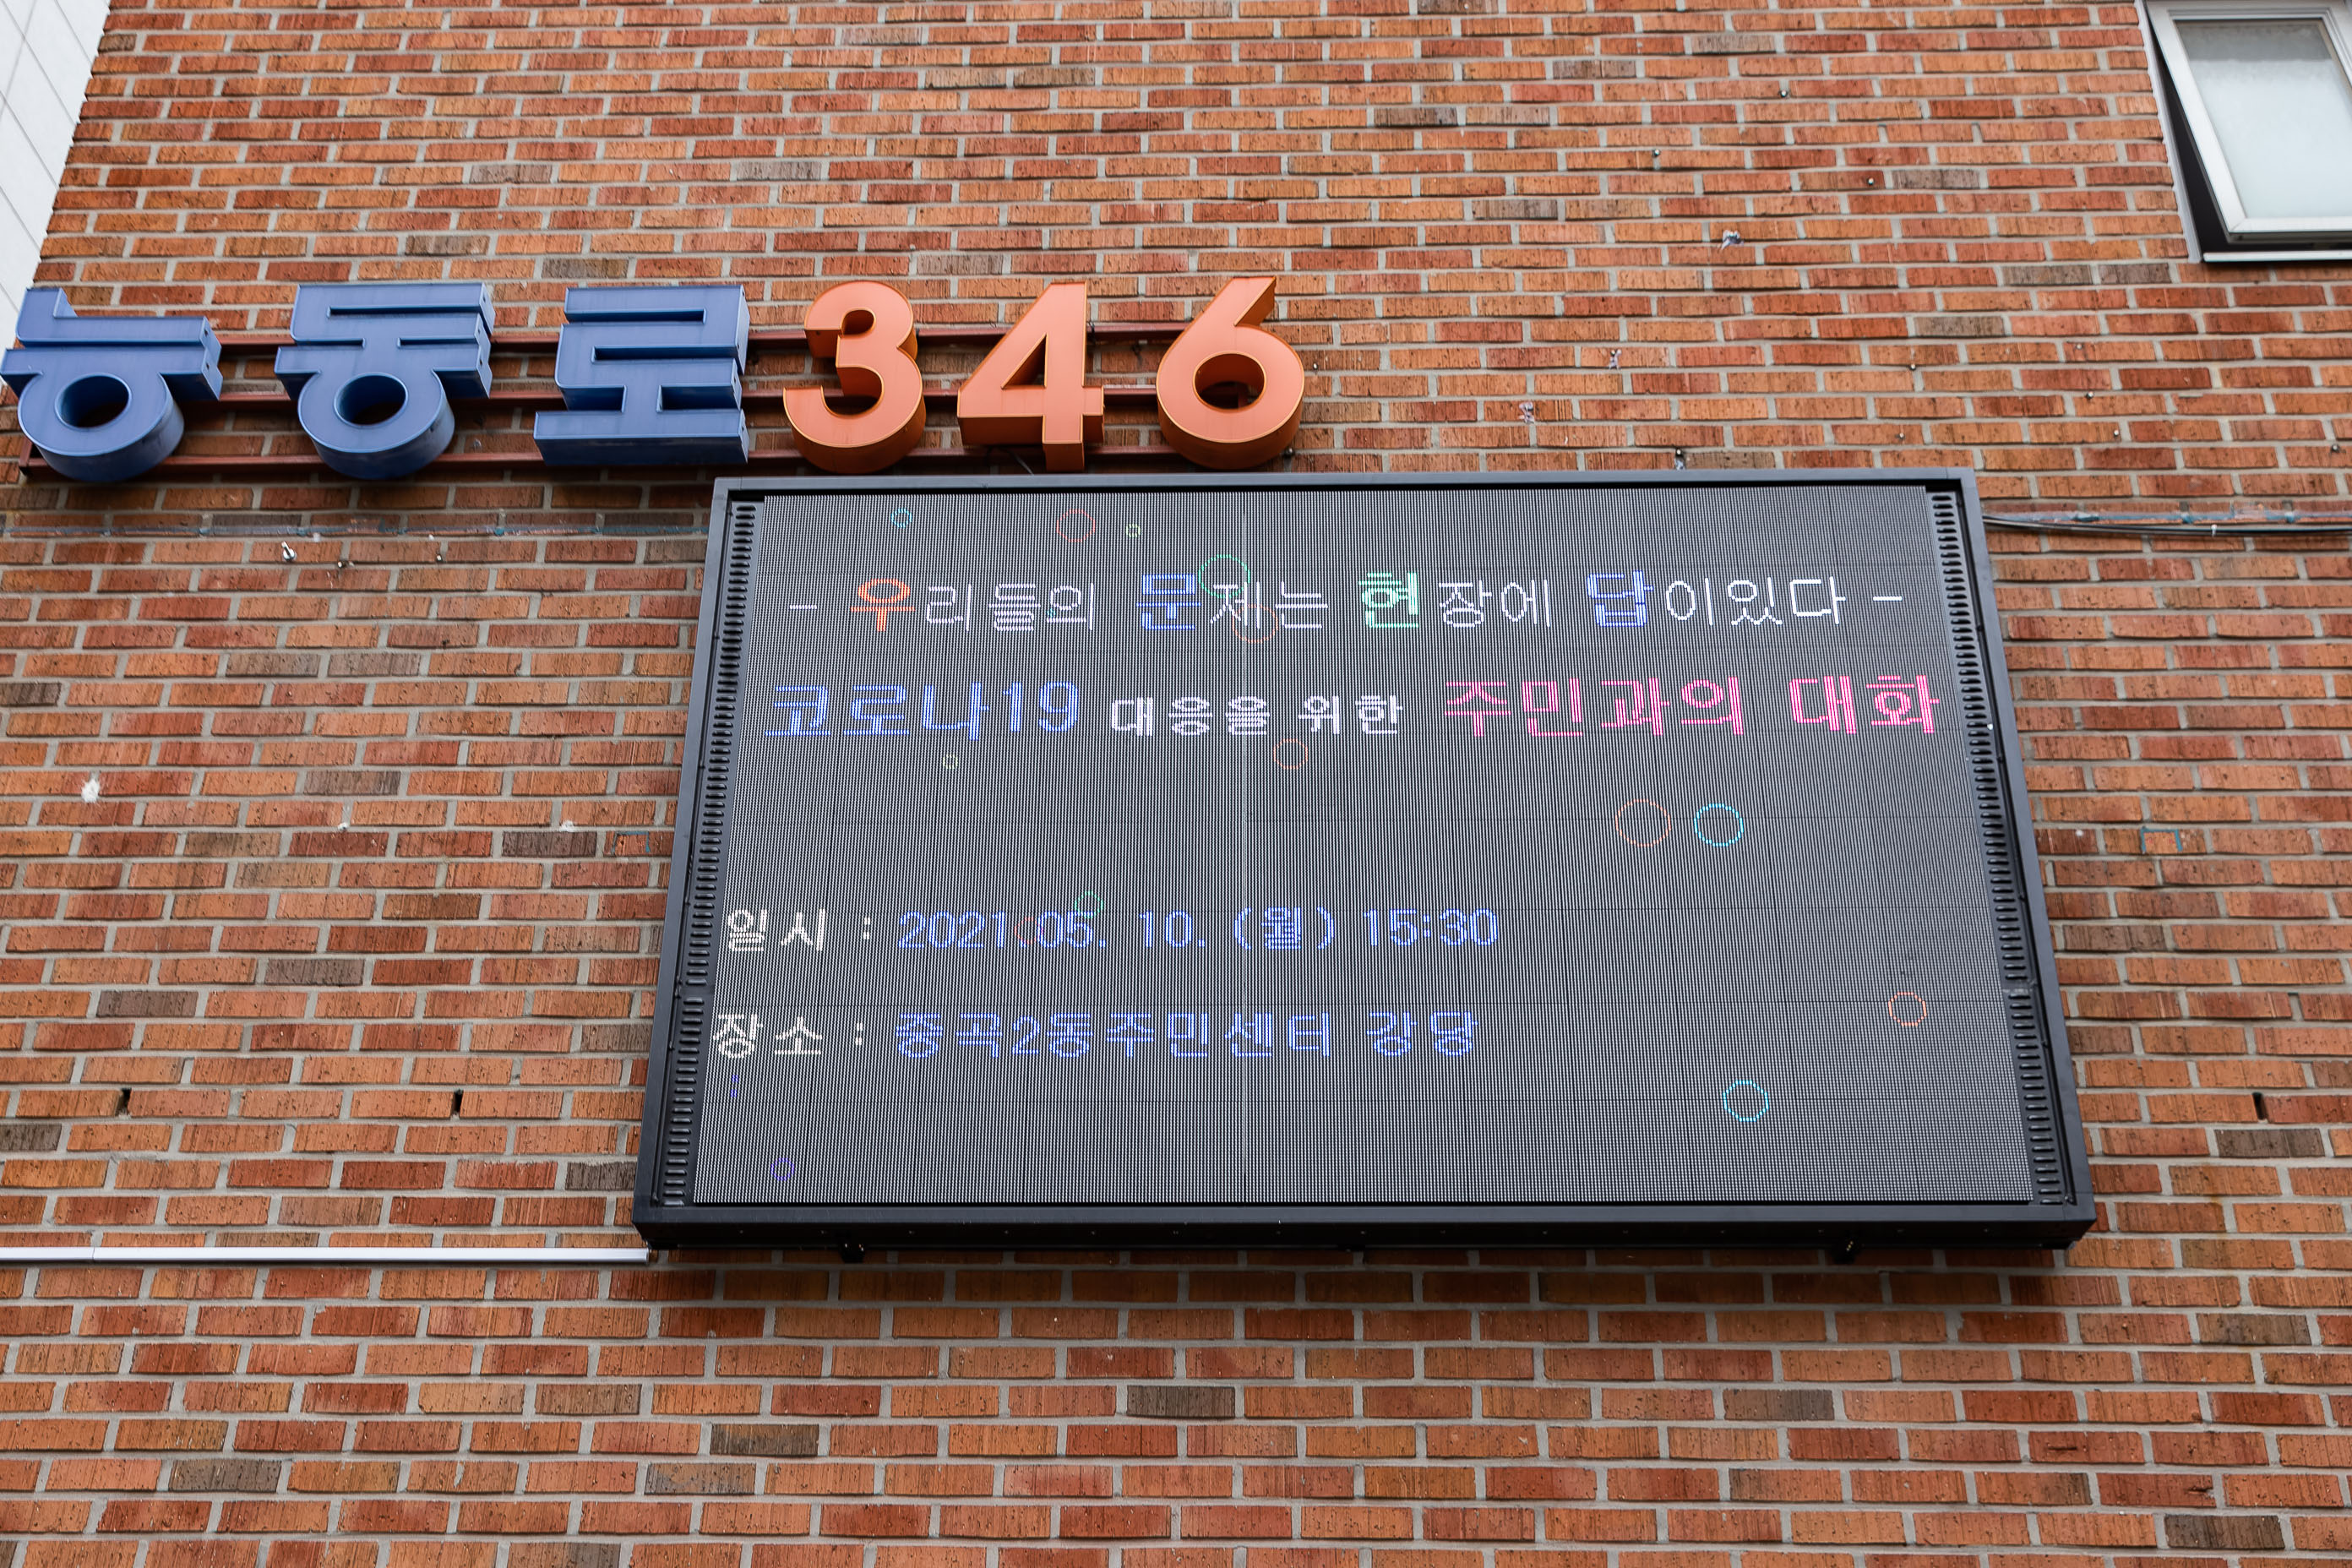 능동로346
- 우리들의 문제는 현장에 답이있다 -
코로나19 대응을 위한 주민과의 대화
일시 : 2021.05. 10. (월) 15:30
장소 : 중곡2동주민센터 강당